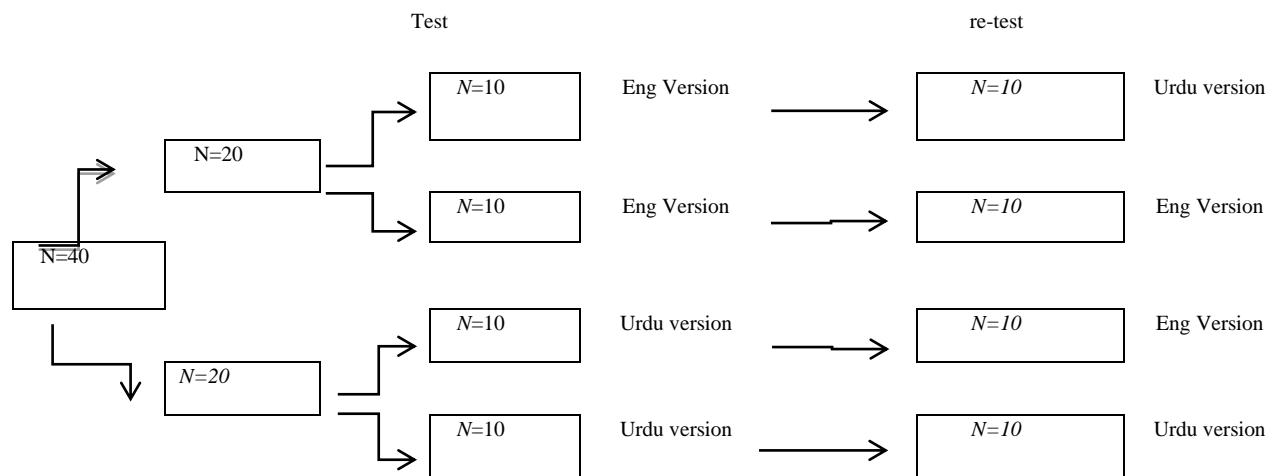 Test re-test
N=10 Eng Version N=10 Urdu version
N=20
N=10 Eng Version N=10 Eng Version
N=40
N=10 Urdu version N=10 Eng Version
N=20
N=10 Urdu version N=10 Urdu version